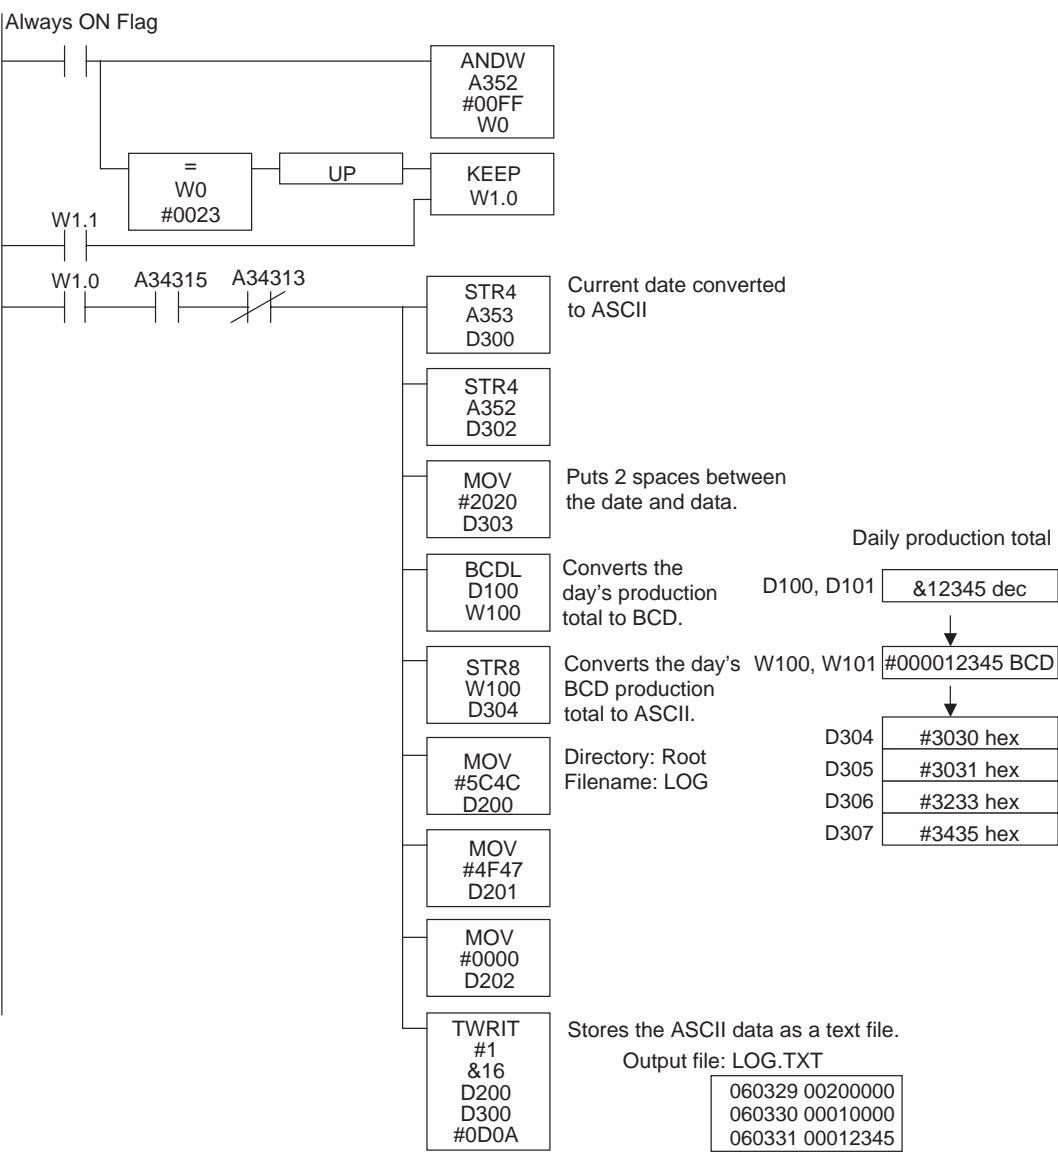 Always ON Flag
ANDW
A352
#00FF
W0
=
W0
#0023
UP
KEEP
W1.0
W1.1
W1.0
A34315
A34313
STR4
A353
D300
Current date converted
to ASCII
STR4
A352
D302
MOV
#2020
D303
Puts 2 spaces between
the date and data.
Daily production total
BCDL
D100
W100
Converts the
day's production
total to BCD.
D100, D101
&12345 dec
STR8
W100
D304
Converts the day's
BCD production
total to ASCII.
W100, W101
#000012345 BCD
D304
#3030 hex
D305
#3031 hex
D306
#3233 hex
D307
#3435 hex
MOV
#5C4C
D200
Directory: Root
Filename: LOG
MOV
#4F47
D201
MOV
#0000
D202
TWRIT
#1
&16
D200
D300
#0D0A
Stores the ASCII data as a text file.
Output file: LOG.TXT
060329 00200000
060330 00010000
060331 00012345